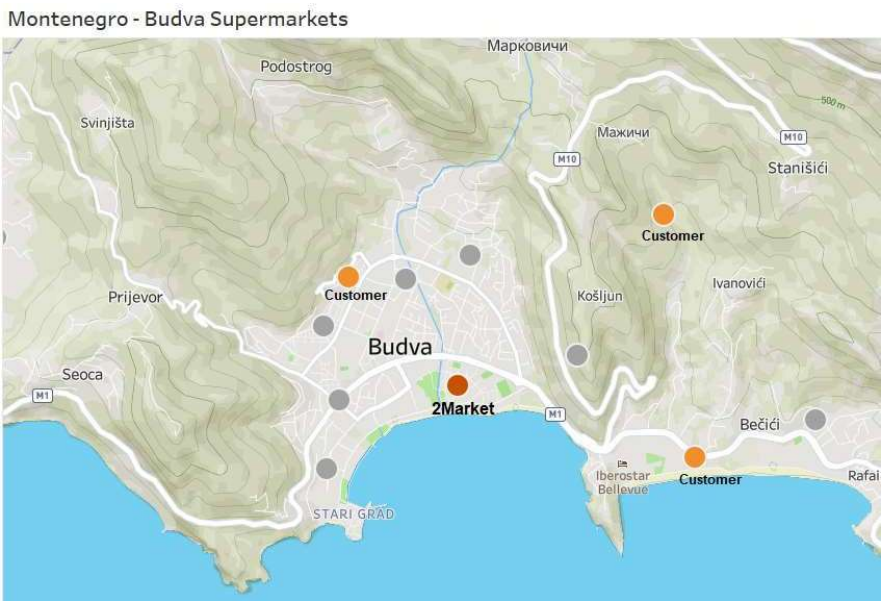 Montenegro - Budva Supermarkets
Марковичи
Podostrog
500 m
Svinjišta
Мажичи
M10
M10
Stanišići
Customer
Ivanovići
Prijevor
Customer
Košljun
Budva
Seoca
M1
2Market
M1
Bečići
Iberostar
Bellevue
Customer
Rafai
STARI GRAD